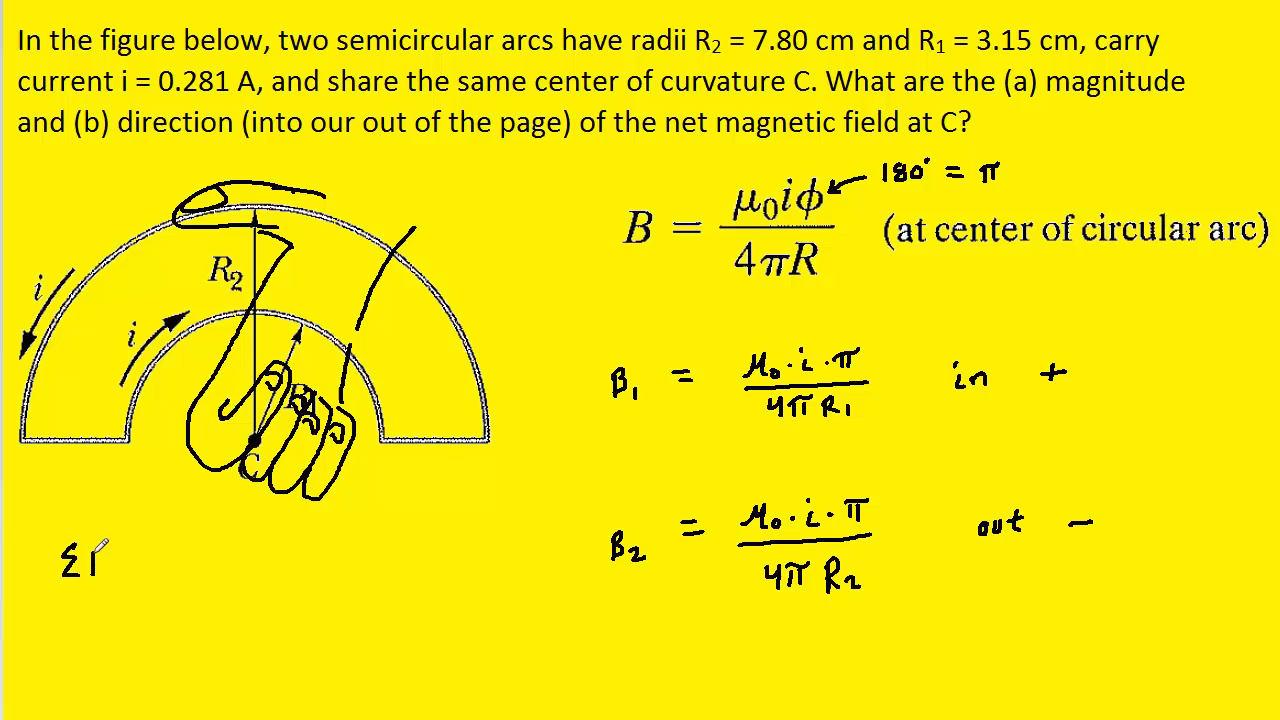 In the figure below, two semicircular arcs have radii R₂ = 7.80 cm and R₁ = 3.15 cm, carry
current i = 0.281 A, and share the same center of curvature C. What are the (a) magnitude
and (b) direction (into our out of the page) of the net magnetic field at C?
180° = π
B = μ₀iϕ / 4πR (at center of circular arc)
R₂
i
i
C
B₁ = μ₀·i·π / 4π R₁ in +
B₂ = μ₀·i·π / 4π R₂ out −
Σ